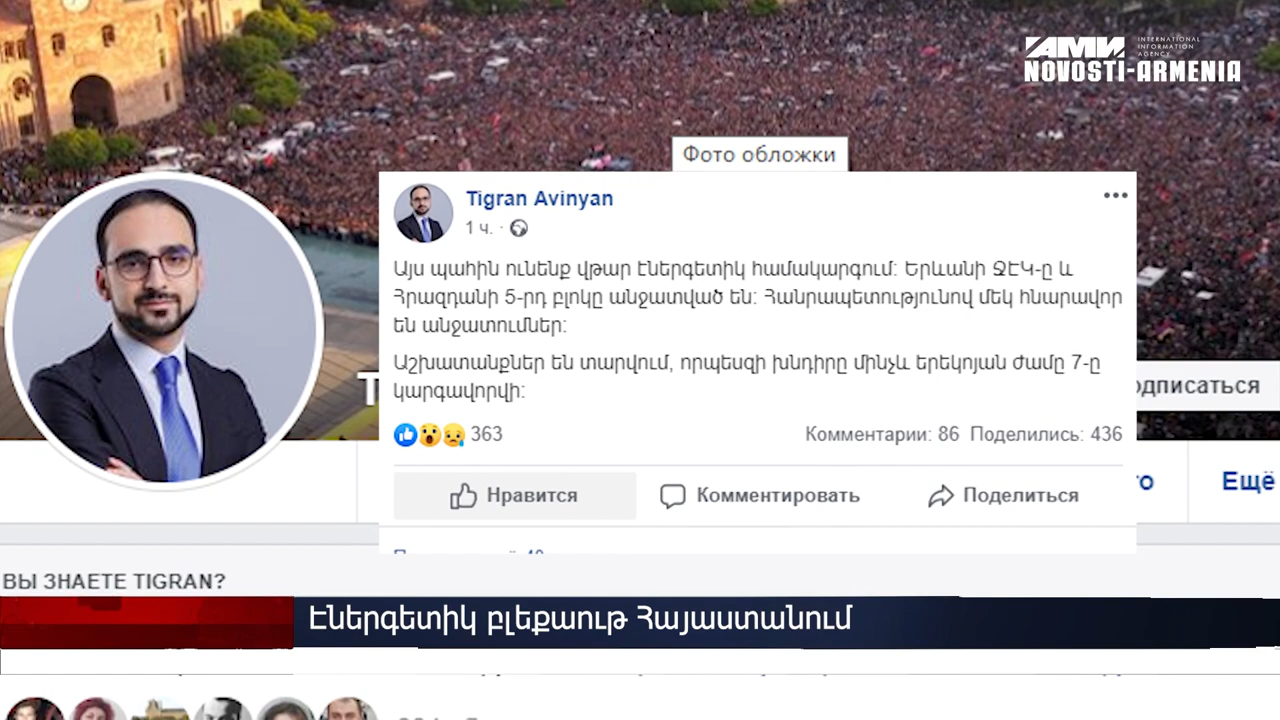 АМИ INTERNATIONAL
INFORMATION
AGENCY
NOVOSTI-ARMENIA
Фото обложки
Tigran Avinyan
1 ч. ·
Այս պահին ունենք վթար էներգետիկ համակարգում: Երևանի ՋԷԿ-ը և
Հրազդանի 5-րդ բլոկը անջատված են: Հանրապետությունով մեկ հնարավոր
են անջատումներ:
Աշխատանքներ են տարվում, որպեսզի խնդիրը մինչև երեկոյան ժամը 7-ը
կարգավորվի:
363
Комментарии: 86 Поделились: 436
Нравится Комментировать Поделиться
Ещё
ВЫ ЗНАЕТЕ TIGRAN?
Էներգետիկ բլեքաութ Հայաստանում